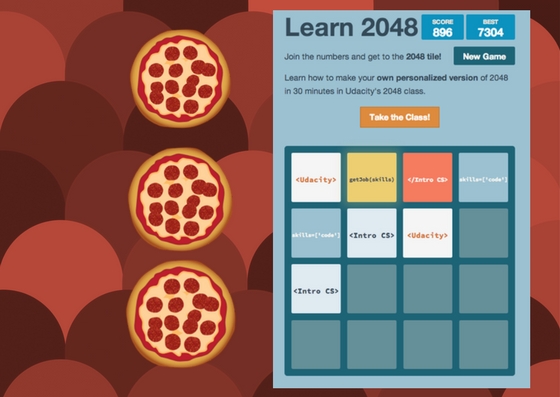 Learn 2048
SCORE
896
BEST
7304
Join the numbers and get to the 2048 tile!
New Game
Learn how to make your own personalized version of 2048
in 30 minutes in Udacity's 2048 class.
Take the Class!
<Udacity> getJob(skills) </Intro CS> skills=['code']
skills=['code'] <Intro CS> <Udacity>
<Intro CS>